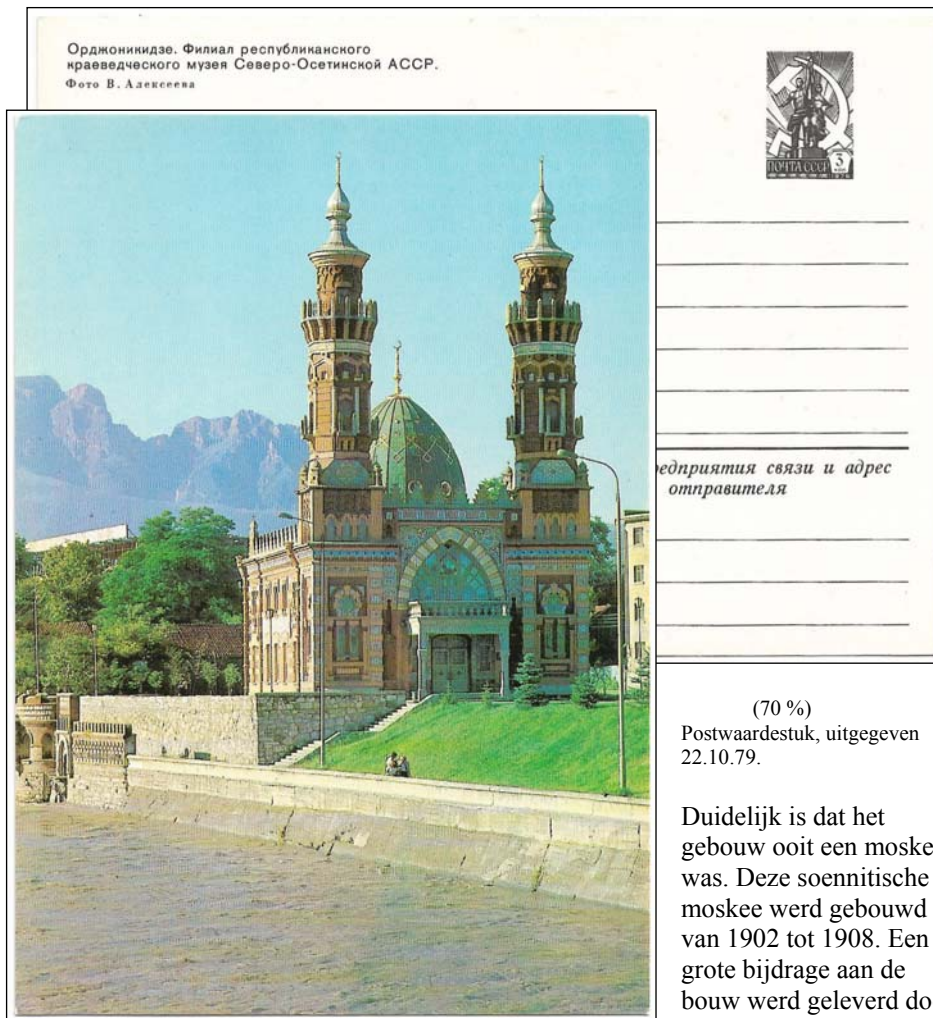 Орджоникидзе. Филиал республиканского
краеведческого музея Северо-Осетинской АССР.
Фото В. Алексеева
ПОЧТА СССР 3
едприятия связи и адрес
отправителя
(70 %)
Postwaardestuk, uitgegeven
22.10.79.
Duidelijk is dat het
gebouw ooit een moske
was. Deze soennitische
moskee werd gebouwd
van 1902 tot 1908. Een
grote bijdrage aan de
bouw werd geleverd do